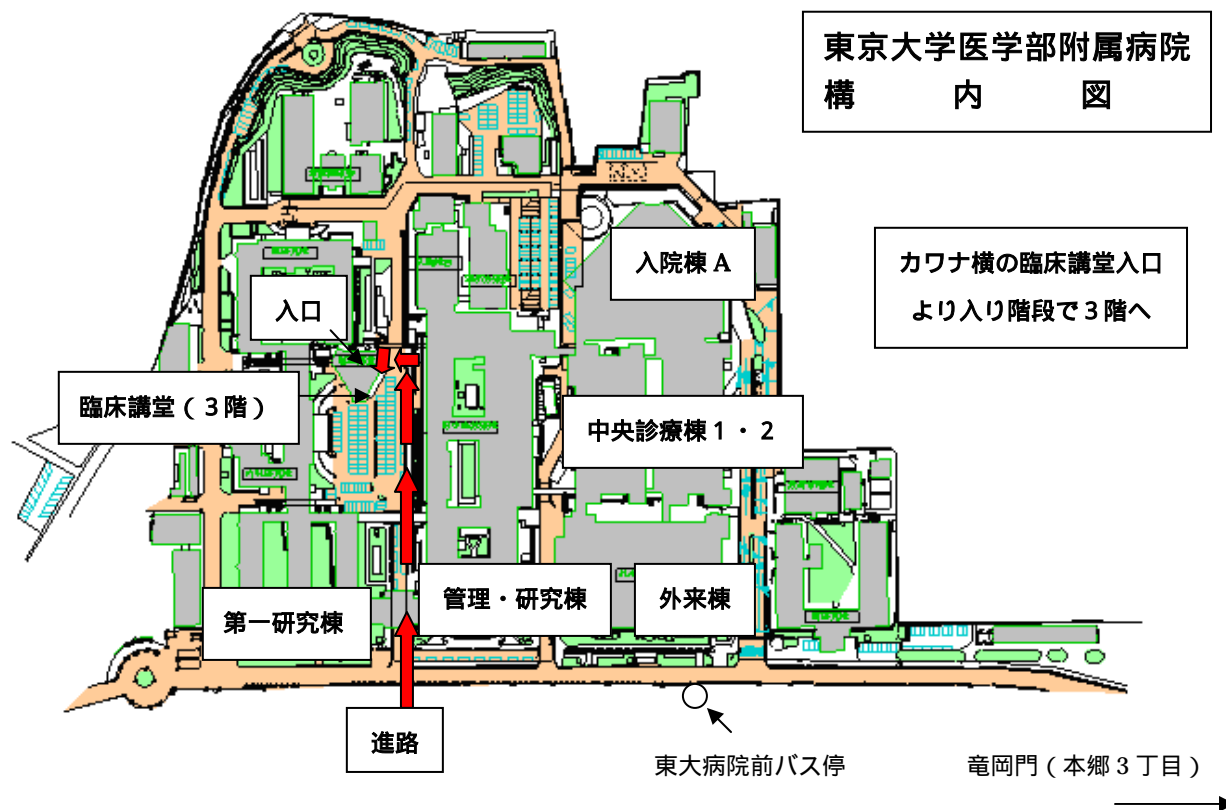 東京大学医学部附属病院
構 内 図
入院棟 A
カワナ横の臨床講堂入口
より入り階段で３階へ
入口
臨床講堂（３階）
中央診療棟１・２
管理・研究棟
外来棟
第一研究棟
進路
東大病院前バス停
竜岡門（本郷３丁目）